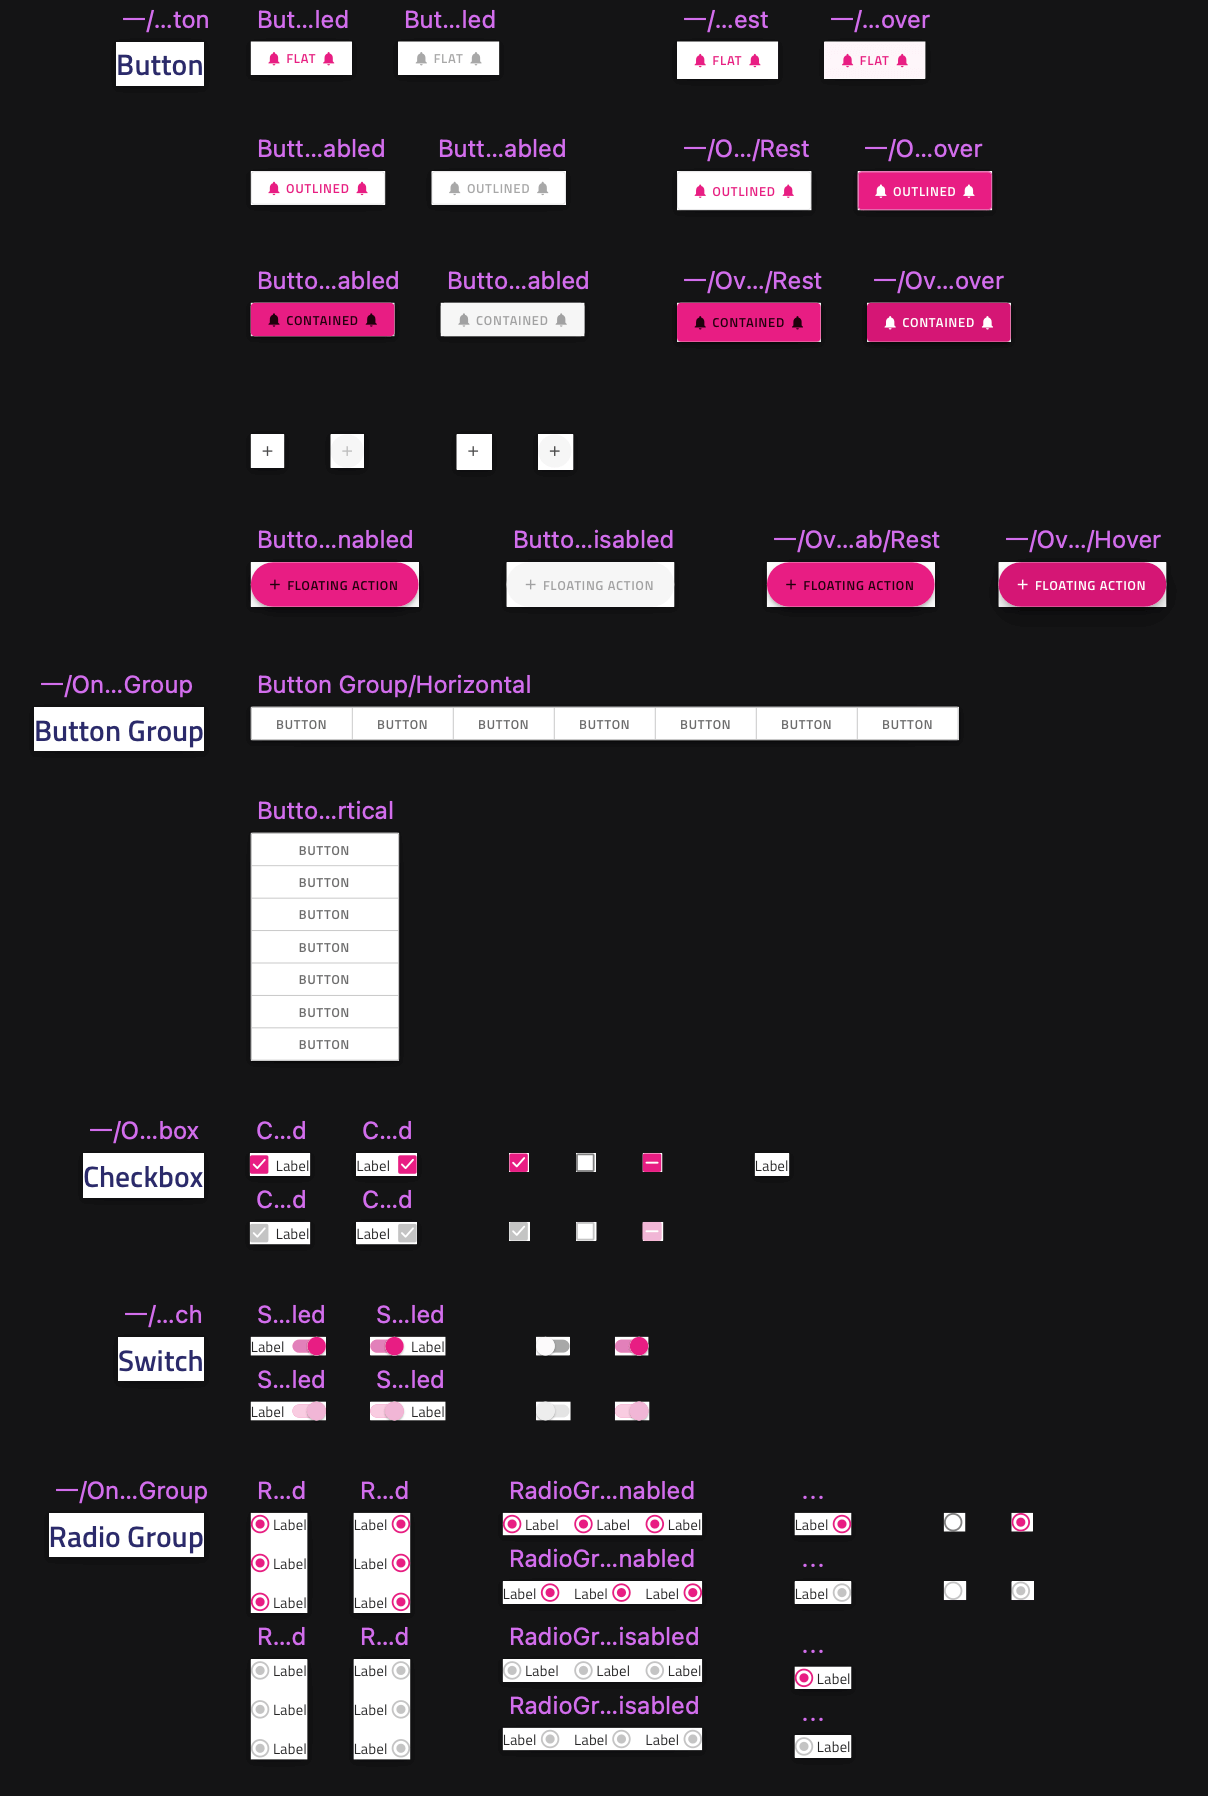 —/...ton But...led But...led —/...est —/...over
Button
FLAT FLAT FLAT FLAT
Butt...abled Butt...abled —/O.../Rest —/O...over
OUTLINED OUTLINED OUTLINED OUTLINED
Butto...abled Butto...abled —/Ov.../Rest —/Ov...over
CONTAINED CONTAINED CONTAINED CONTAINED
+ + + +
Butto...nabled Butto...isabled —/Ov...ab/Rest —/Ov.../Hover
+ FLOATING ACTION + FLOATING ACTION + FLOATING ACTION + FLOATING ACTION
—/On...Group Button Group/Horizontal
Button Group
BUTTON BUTTON BUTTON BUTTON BUTTON BUTTON BUTTON
Butto...rtical
BUTTON
BUTTON
BUTTON
BUTTON
BUTTON
BUTTON
BUTTON
—/O...box C...d C...d
Checkbox
Label Label Label
C...d C...d
Label Label
—/...ch S...led S...led
Switch
Label Label
S...led S...led
Label Label
—/On...Group R...d R...d RadioGr...nabled ...
Radio Group
Label Label Label Label Label Label
RadioGr...nabled ...
Label Label
Label Label Label Label
Label Label
R...d R...d RadioGr...isabled ...
Label Label Label Label Label Label
RadioGr...isabled ...
Label Label
Label Label Label Label
Label Label